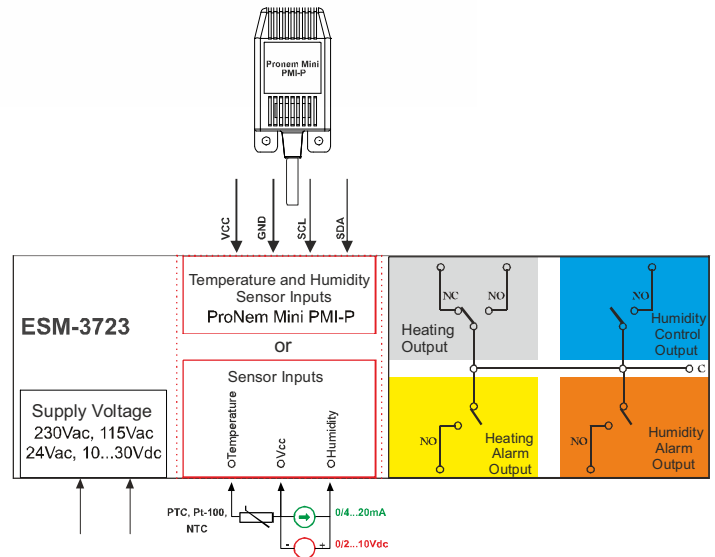 Pronem Mini
PMI-P
VCC
GND
SCL
SDA
ESM-3723
Temperature and Humidity
Sensor Inputs
ProNem Mini PMI-P
or
Sensor Inputs
Temperature
Vcc
Humidity
Supply Voltage
230Vac, 115Vac
24Vac, 10...30Vdc
PTC, Pt-100,
NTC
0/4...20mA
- +
0/2...10Vdc
NC
NO
Heating
Output
NO
Humidity
Control
Output
C
NO
Heating
Alarm
Output
NO
Humidity
Alarm
Output